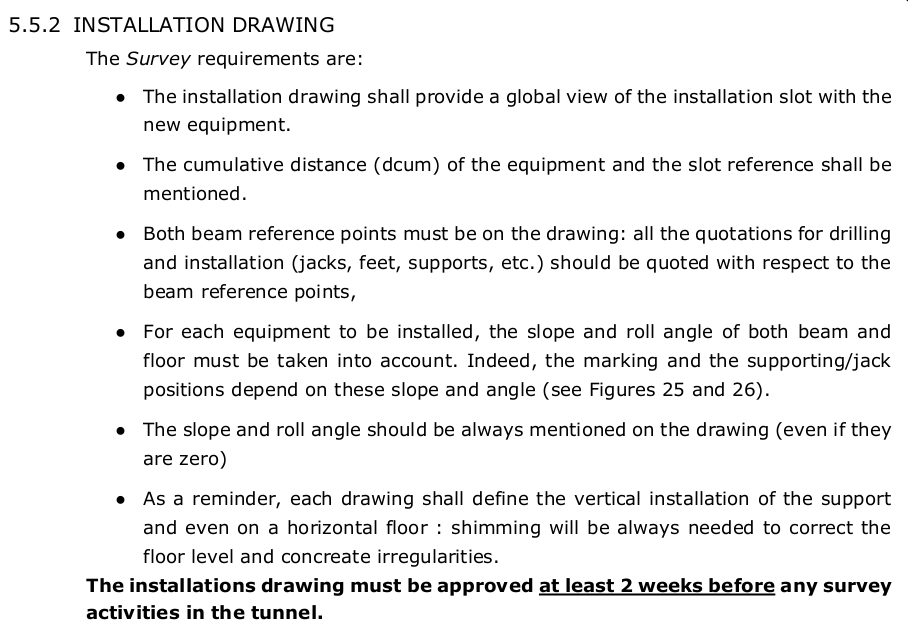 5.5.2 INSTALLATION DRAWING
The Survey requirements are:
● The installation drawing shall provide a global view of the installation slot with the
new equipment.
● The cumulative distance (dcum) of the equipment and the slot reference shall be
mentioned.
● Both beam reference points must be on the drawing: all the quotations for drilling
and installation (jacks, feet, supports, etc.) should be quoted with respect to the
beam reference points,
● For each equipment to be installed, the slope and roll angle of both beam and
floor must be taken into account. Indeed, the marking and the supporting/jack
positions depend on these slope and angle (see Figures 25 and 26).
● The slope and roll angle should be always mentioned on the drawing (even if they
are zero)
● As a reminder, each drawing shall define the vertical installation of the support
and even on a horizontal floor : shimming will be always needed to correct the
floor level and concreate irregularities.
The installations drawing must be approved at least 2 weeks before any survey
activities in the tunnel.